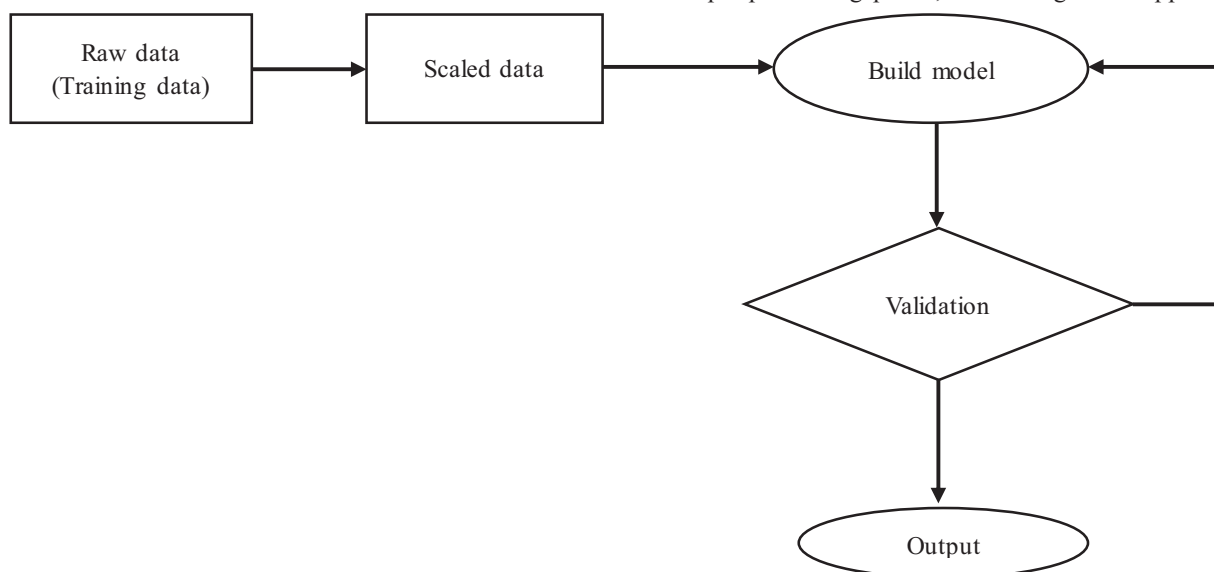 Raw data
(Training data)
Scaled data
Build model
Validation
Output